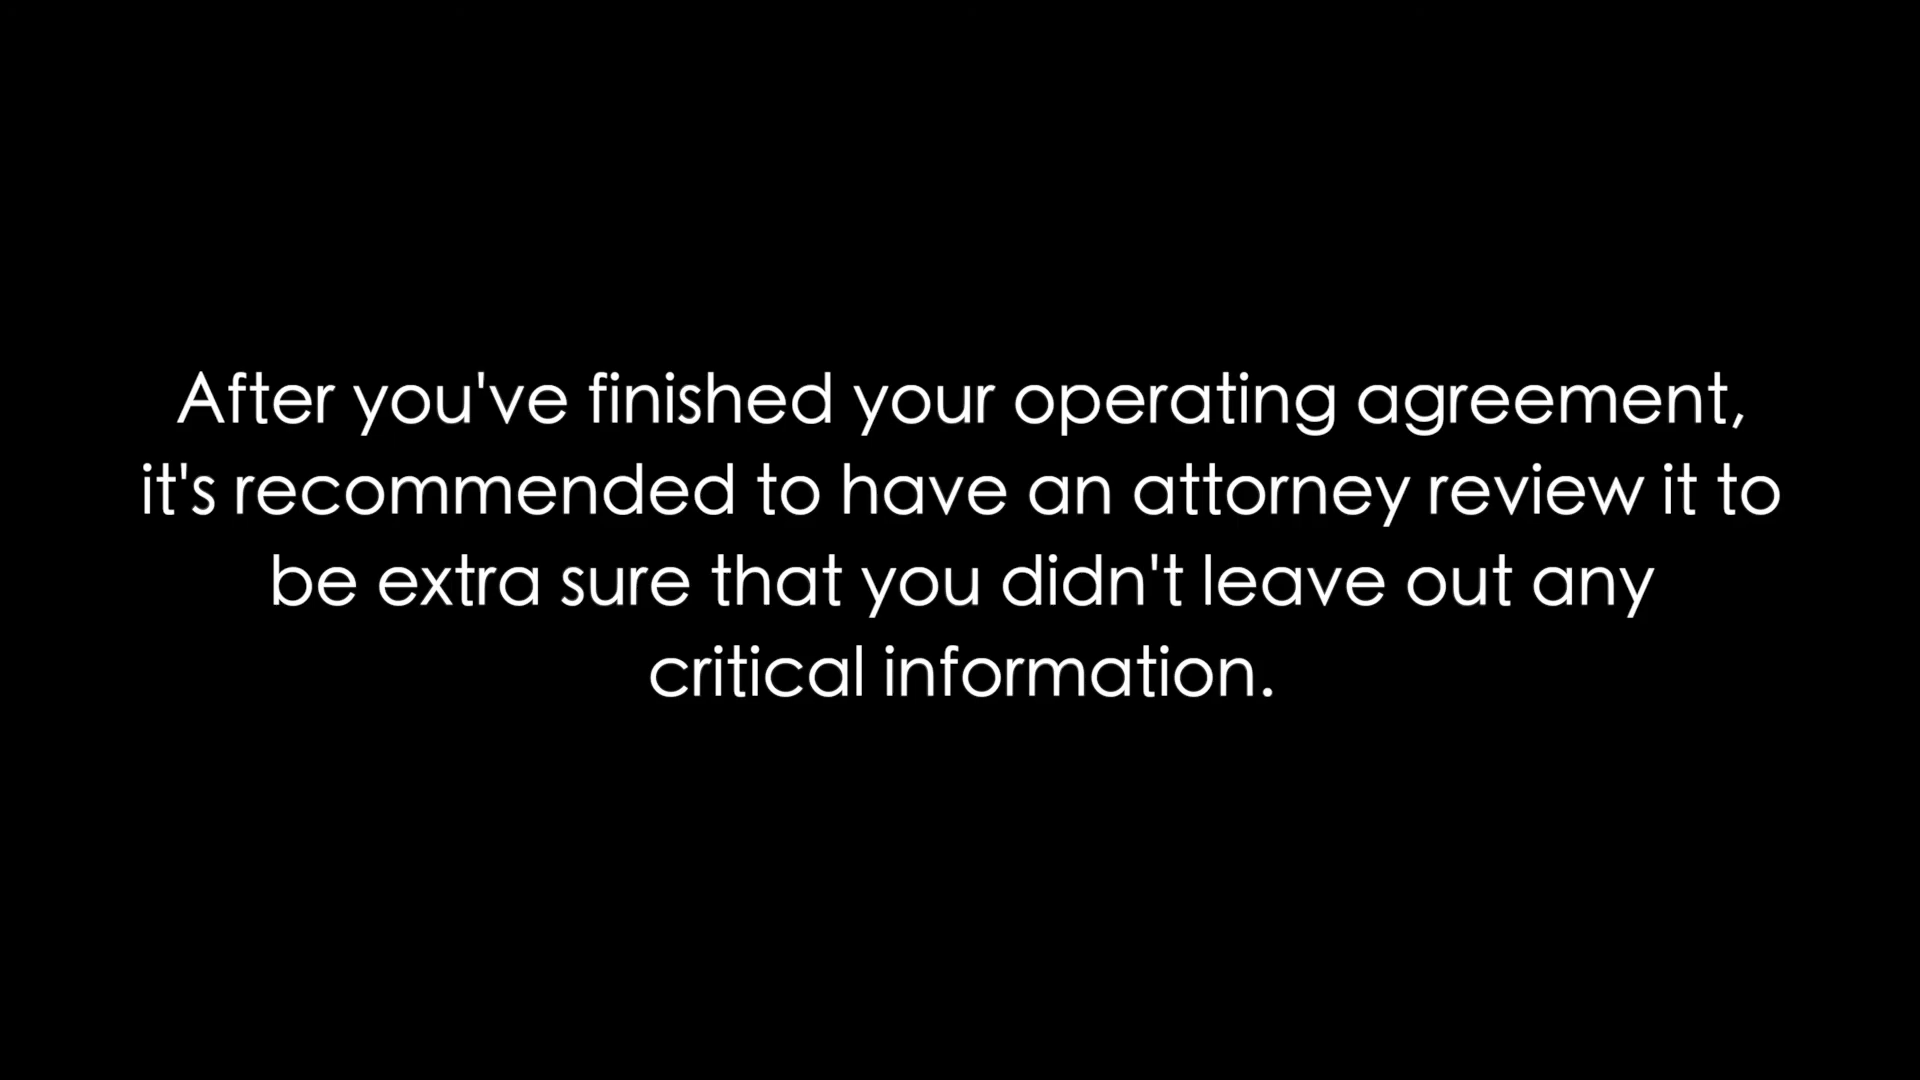 After you've finished your operating agreement,
it's recommended to have an attorney review it to
be extra sure that you didn't leave out any
critical information.